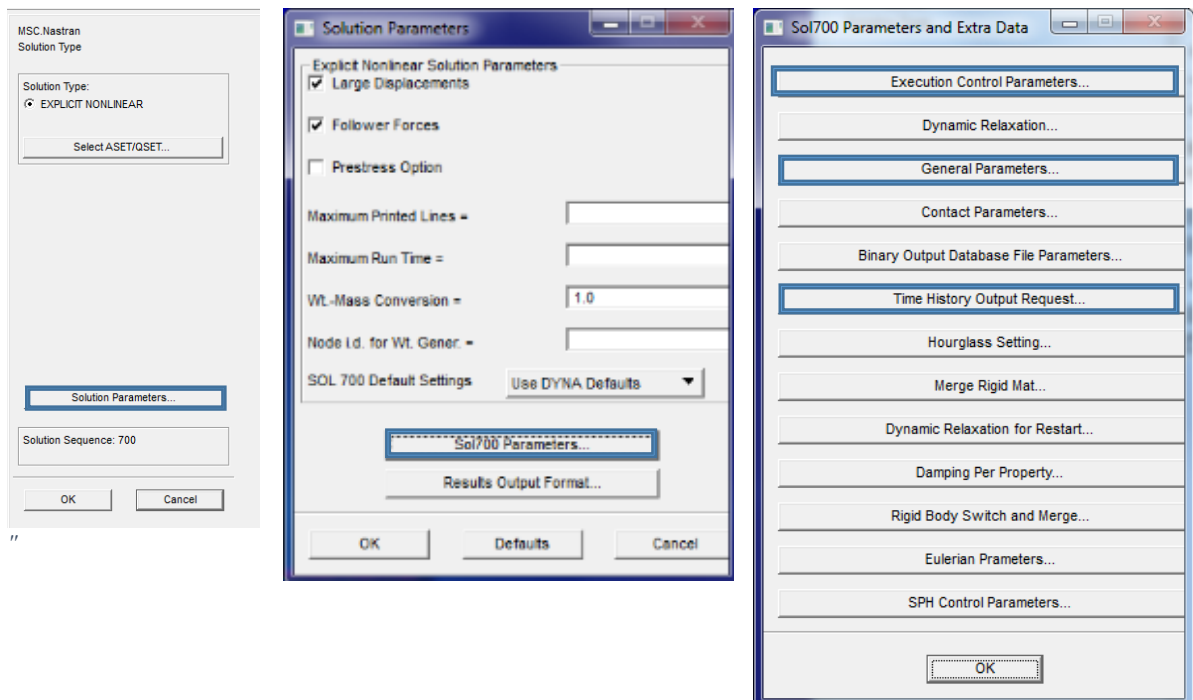 MSC.Nastran
Solution Type
Solution Type:
EXPLICIT NONLINEAR
Select ASET/QSET...
Solution Parameters...
Solution Sequence: 700
OK
Cancel
"
Solution Parameters
Explicit Nonlinear Solution Parameters
Large Displacements
Follower Forces
Prestress Option
Maximum Printed Lines =
Maximum Run Time =
Wt.-Mass Conversion =
1.0
Node i.d. for Wt. Gener. =
SOL 700 Default Settings
Use DYNA Defaults
Sol700 Parameters...
Results Output Format...
OK
Defaults
Cancel
Sol700 Parameters and Extra Data
Execution Control Parameters...
Dynamic Relaxation...
General Parameters...
Contact Parameters...
Binary Output Database File Parameters...
Time History Output Request...
Hourglass Setting...
Merge Rigid Mat...
Dynamic Relaxation for Restart...
Damping Per Property...
Rigid Body Switch and Merge...
Eulerian Prameters...
SPH Control Parameters...
OK